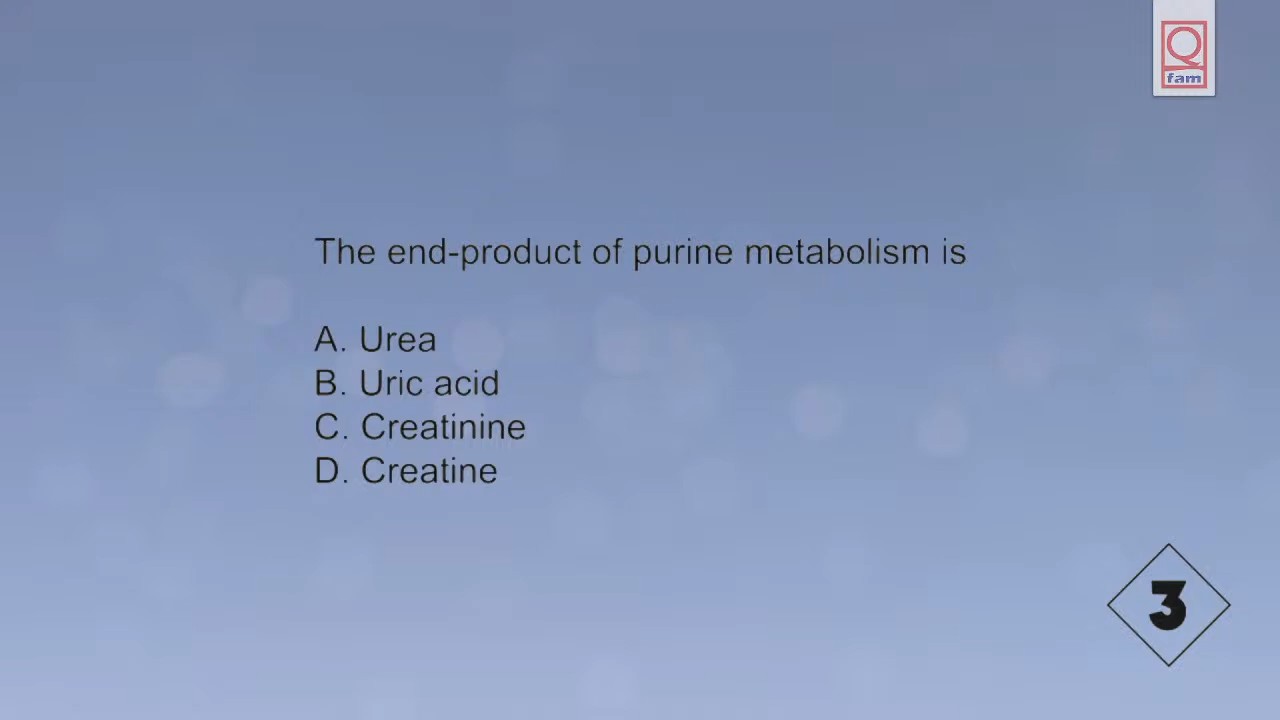 Q
fam
The end-product of purine metabolism is
A. Urea
B. Uric acid
C. Creatinine
D. Creatine
3